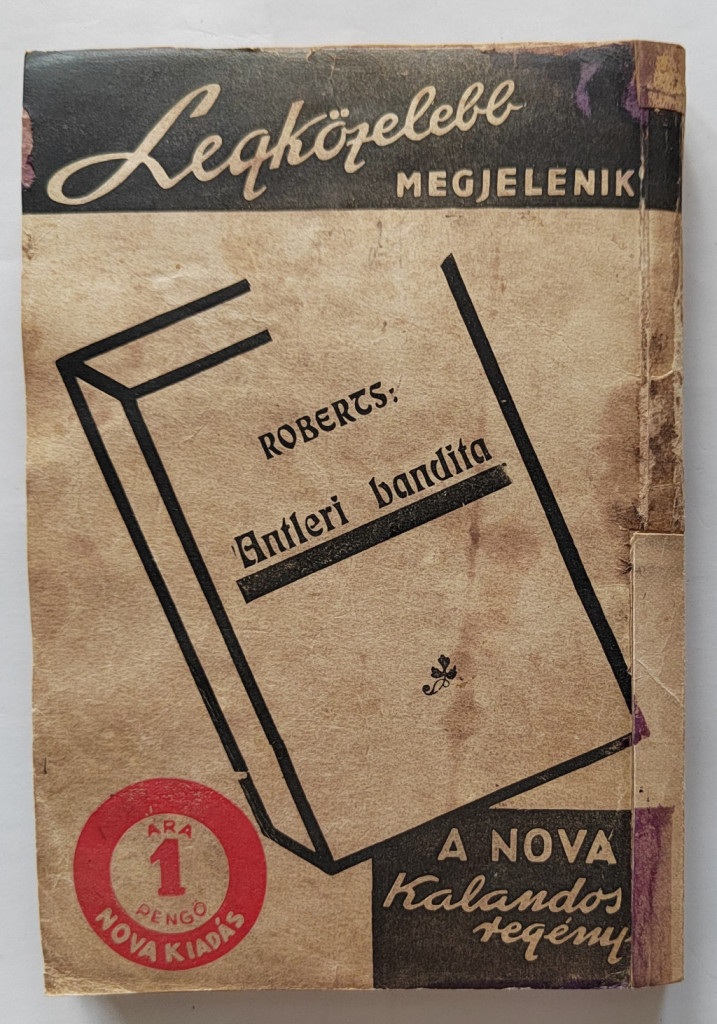 Legközelebb
MEGJELENIK
ROBERTS:
Antleri bandita
ÁRA
1
PENGŐ
NOVA KIADÁS
A NOVA
Kalandos
regény